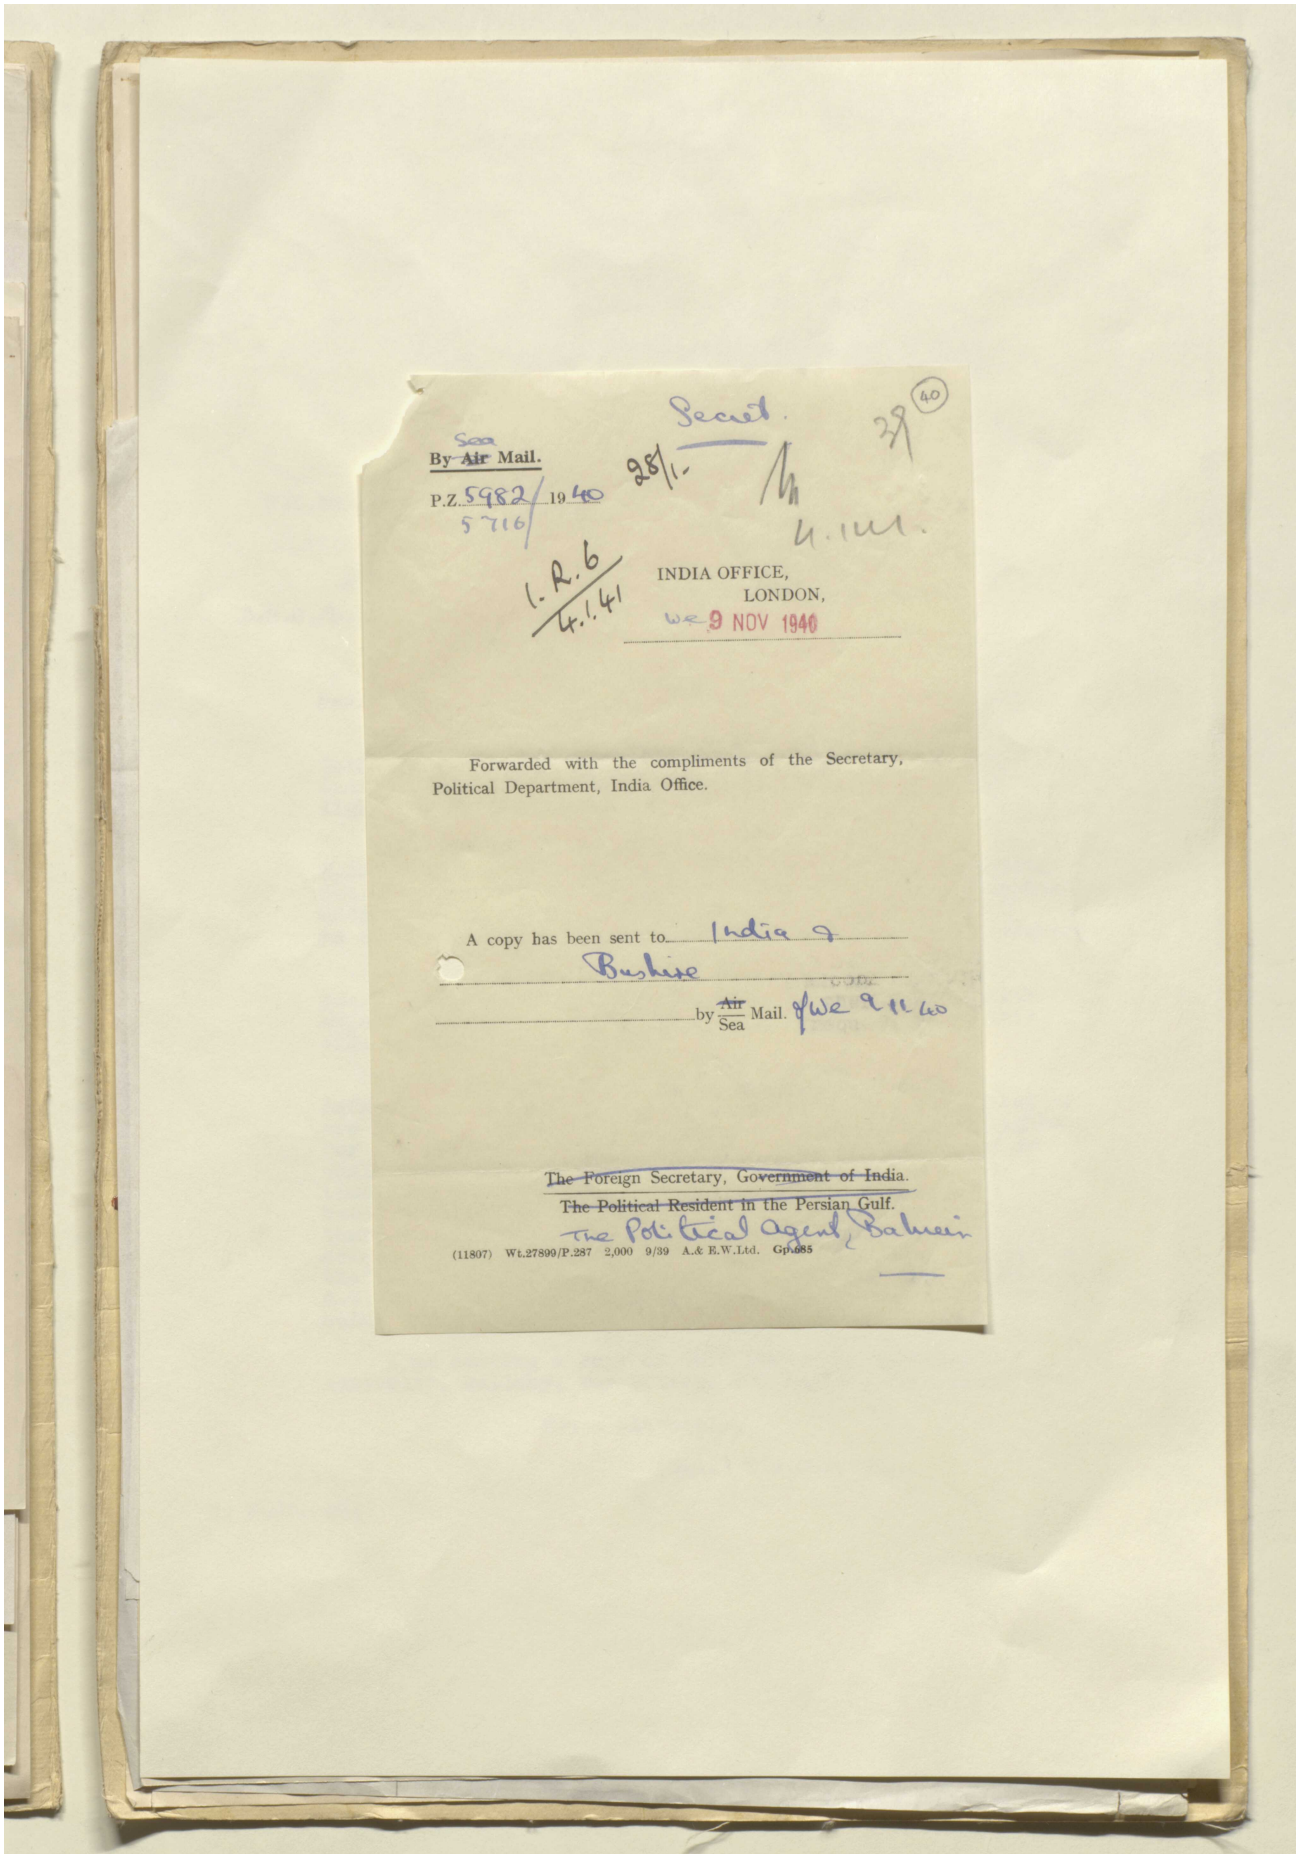 40
39
Secret.
Sea
By Air Mail.
28/1-
P.Z. 5982/ 1940
5716/
4.1.41.
I.R.6
4.1.41
INDIA OFFICE,
LONDON,
We 9 NOV 1940
Forwarded with the compliments of the Secretary,
Political Department, India Office.
A copy has been sent to India &
Bushire
by Air Mail. of We 9 11 40
Sea
The Foreign Secretary, Government of India.
The Political Resident in the Persian Gulf.
The Political Agent, Bahrein
(11807) Wt.27899/P.287 2,000 9/39 A.& E.W.Ltd. Gp.685